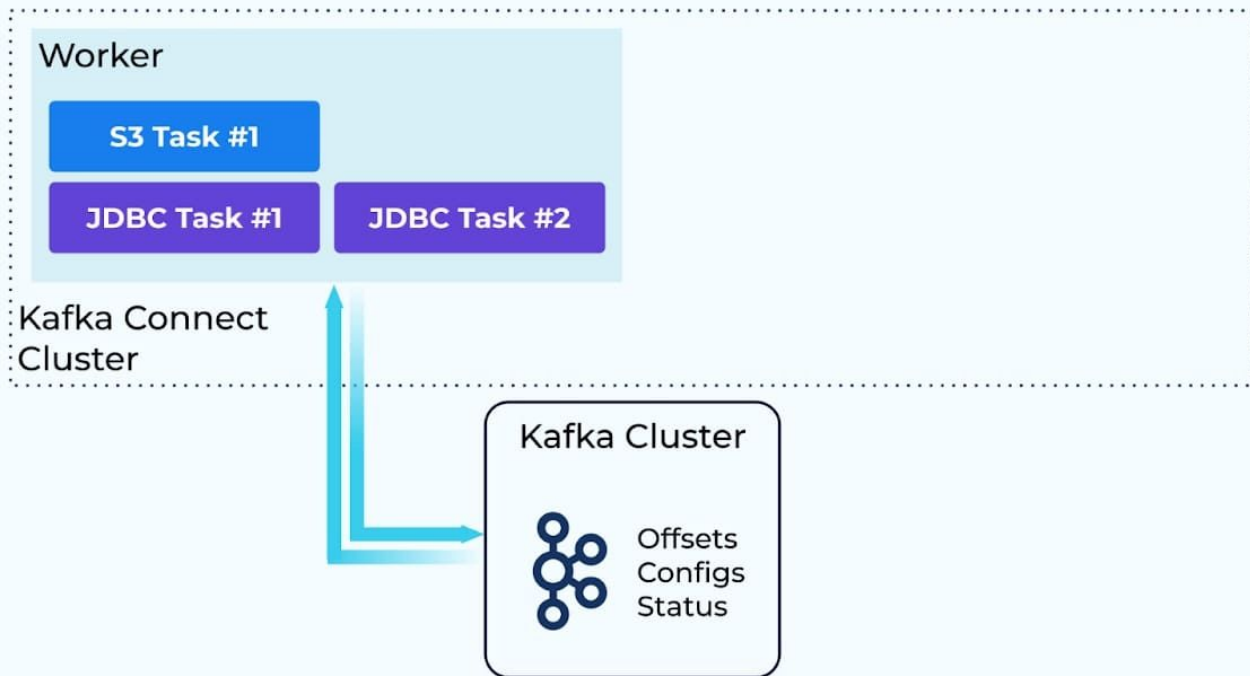 Worker
S3 Task #1
JDBC Task #1
JDBC Task #2
Kafka Connect
Cluster
Kafka Cluster
Offsets
Configs
Status